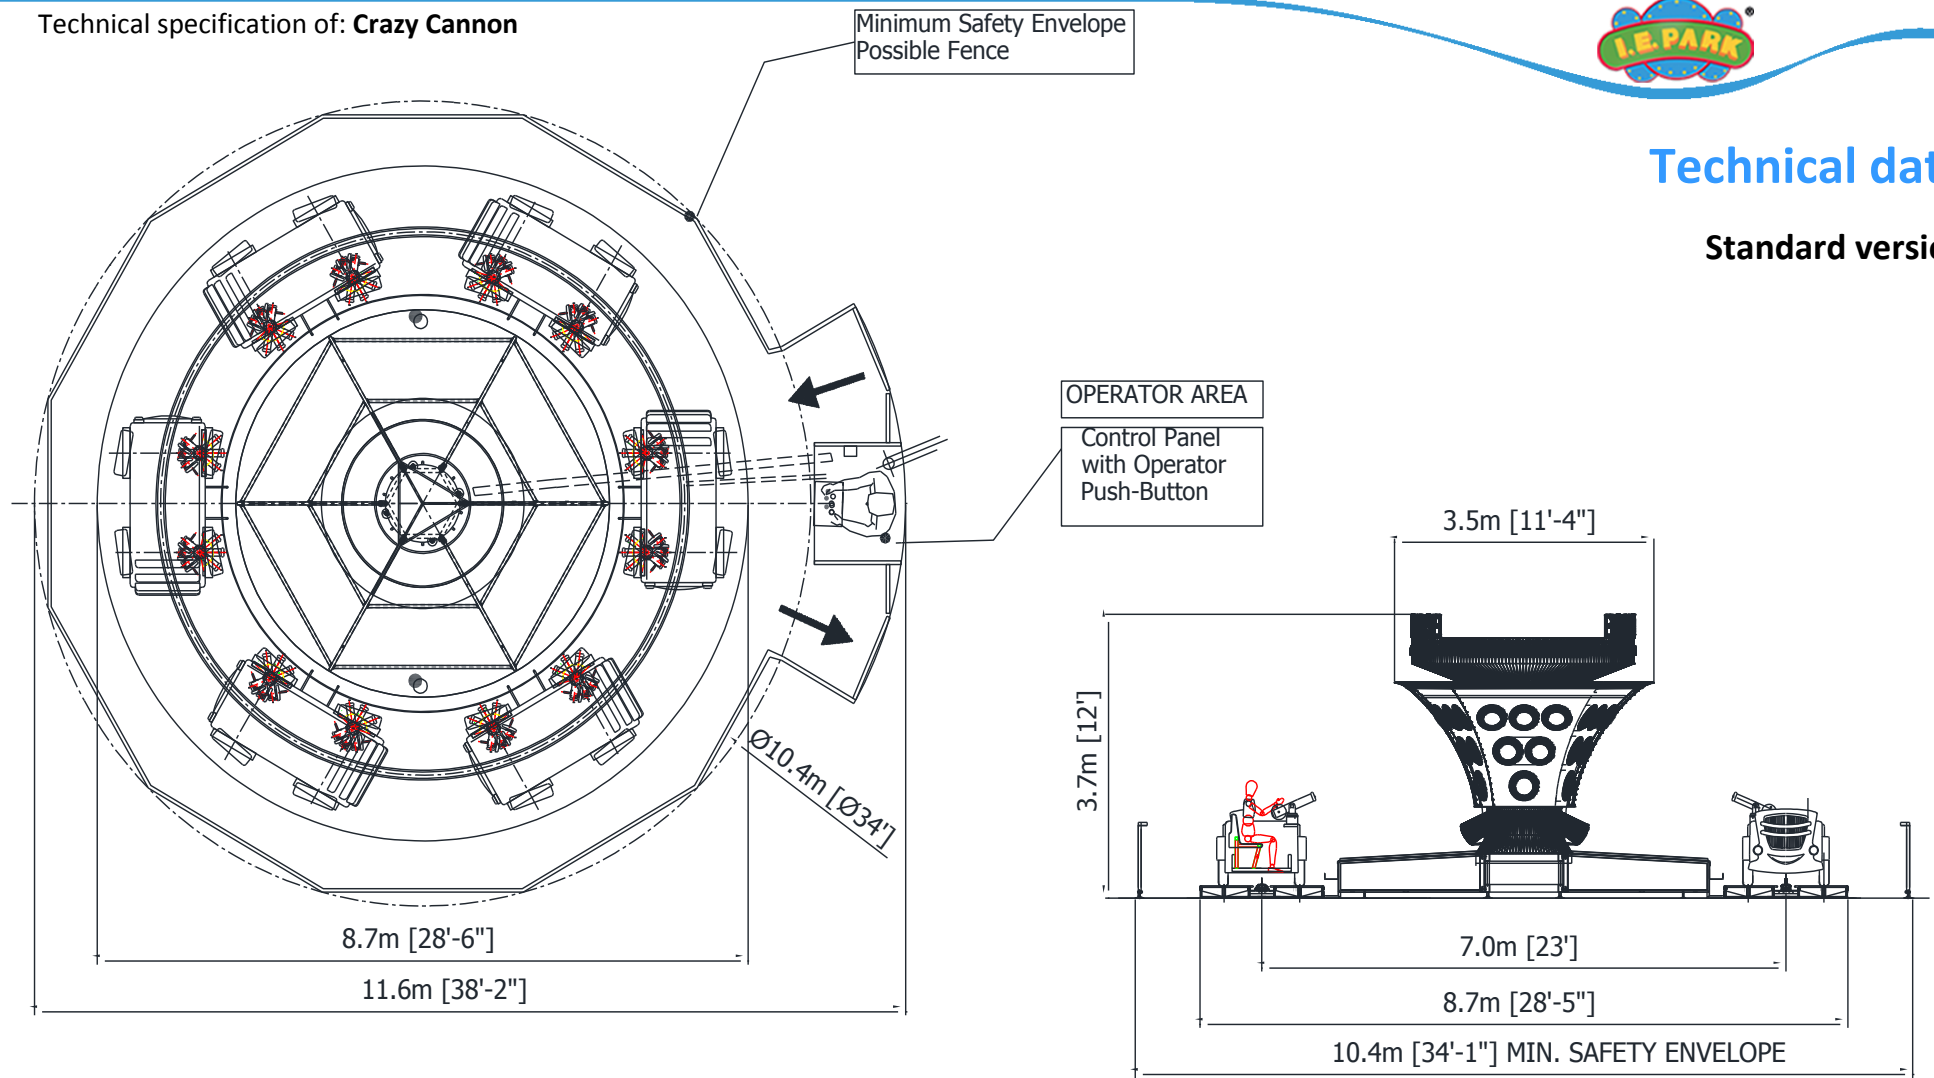 Technical specification of: Crazy Cannon
Minimum Safety Envelope
Possible Fence
I.E. PARK
®
Technical dat
Standard versi
OPERATOR AREA
Control Panel
with Operator
Push-Button
Ø10.4m [Ø34']
8.7m [28'-6"]
11.6m [38'-2"]
3.5m [11'-4"]
3.7m [12']
7.0m [23']
8.7m [28'-5"]
10.4m [34'-1"] MIN. SAFETY ENVELOPE